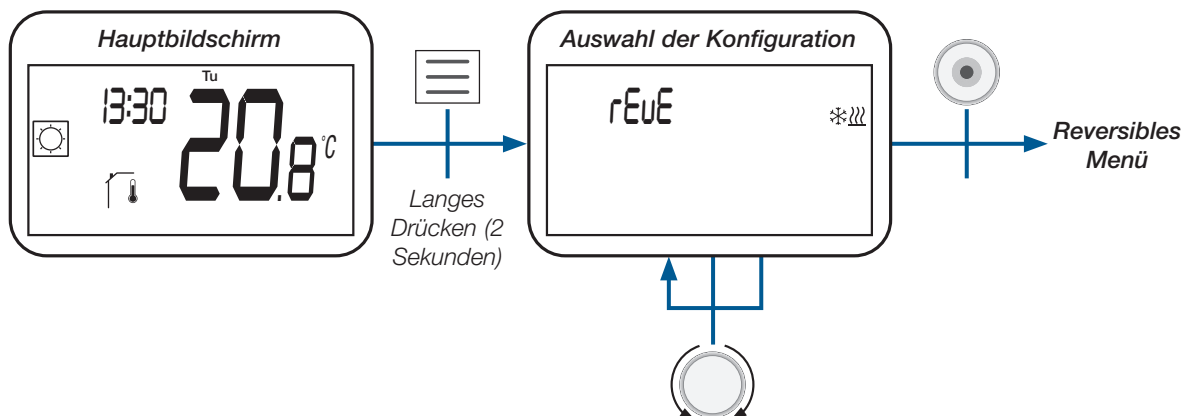 Hauptbildschirm
Tu
13:30
20.8°C
Langes
Drücken (2
Sekunden)
Auswahl der Konfiguration
rEvE
Reversibles
Menü